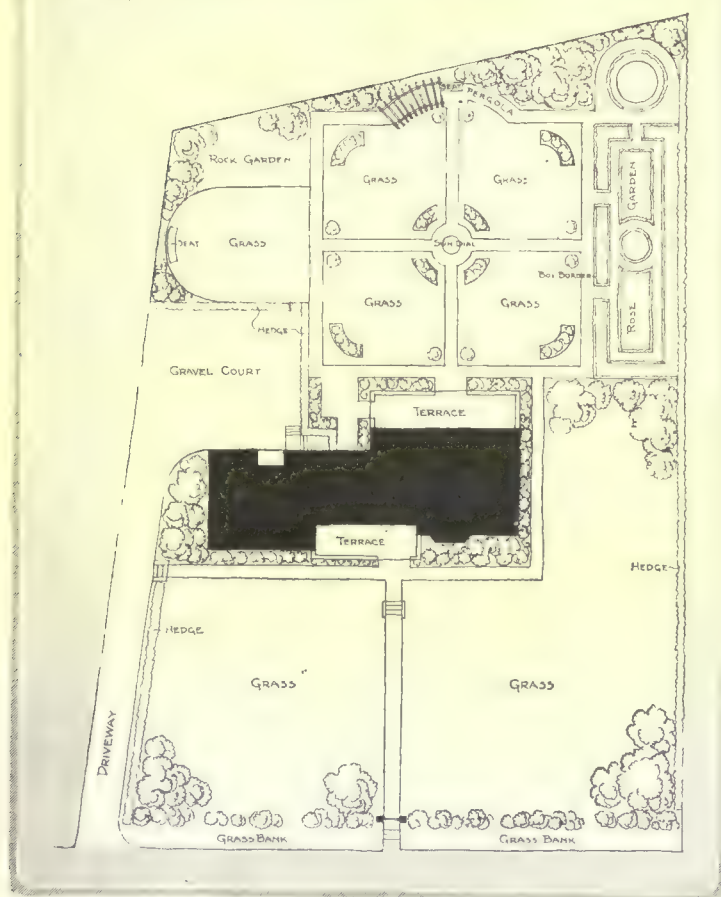 SEAT PERGOLA
ROCK GARDEN
GRASS
GRASS
GARDEN
SEAT
GRASS
SUN DIAL
BOX BORDER
GRASS
GRASS
ROSE
HEDGE
GRAVEL COURT
TERRACE
TERRACE
HEDGE
HEDGE
GRASS
GRASS
DRIVEWAY
GRASS BANK
GRASS BANK